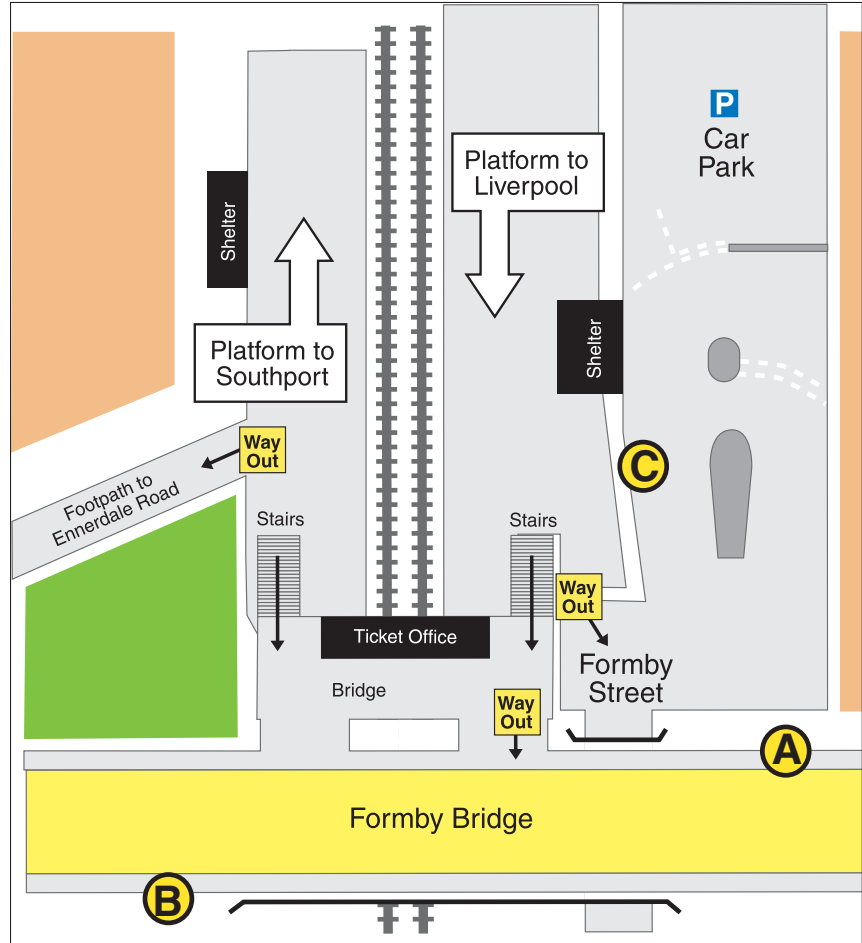 P
Car
Park
Platform to
Liverpool
Shelter
Platform to
Southport
Shelter
Way
Out
Footpath to
Ennerdale Road
C
Stairs
Stairs
Way
Out
Ticket Office
Formby
Street
Bridge
Way
Out
A
Formby Bridge
B